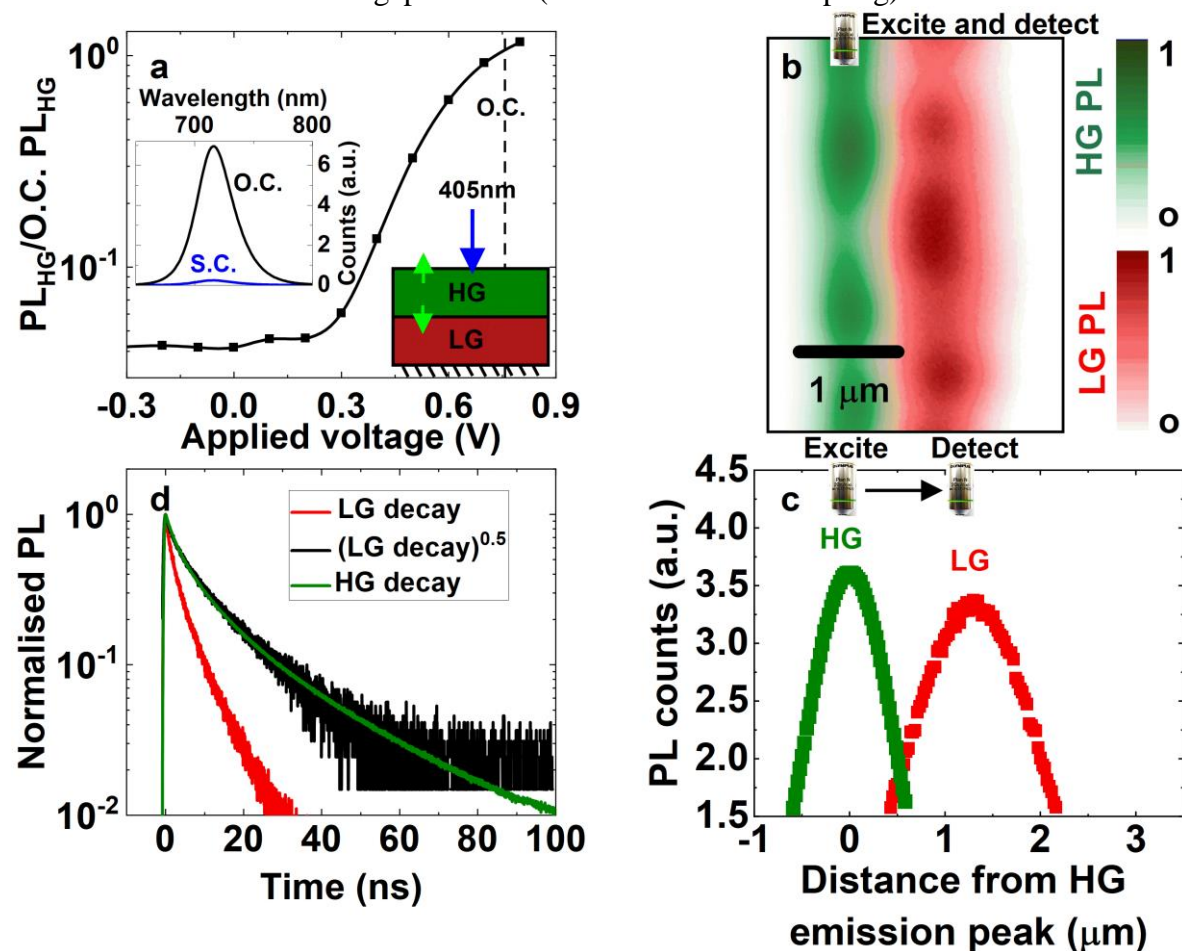 a
Wavelength (nm)
700 800
O.C.
S.C.
Counts (a.u.)
6
4
2
0
O.C.
405nm
HG
LG
PL_HG/O.C. PL_HG
10^0
10^-1
-0.3 0.0 0.3 0.6 0.9
Applied voltage (V)
Excite and detect
b
1 μm
HG PL
1
0
LG PL
1
0
d
LG decay
(LG decay)^0.5
HG decay
Normalised PL
10^0
10^-1
10^-2
0 20 40 60 80 100
Time (ns)
Excite Detect
c
HG
LG
PL counts (a.u.)
4.5
4.0
3.5
3.0
2.5
2.0
1.5
-1 0 1 2 3
Distance from HG
emission peak (μm)